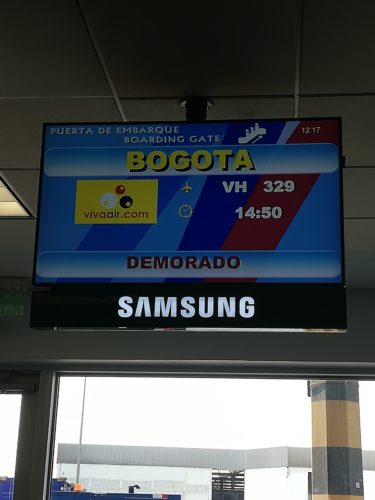 PUERTA DE EMBARQUE
BOARDING GATE
12:17
BOGOTA
vivaair.com
VH 329
14:50
DEMORADO
SAMSUNG